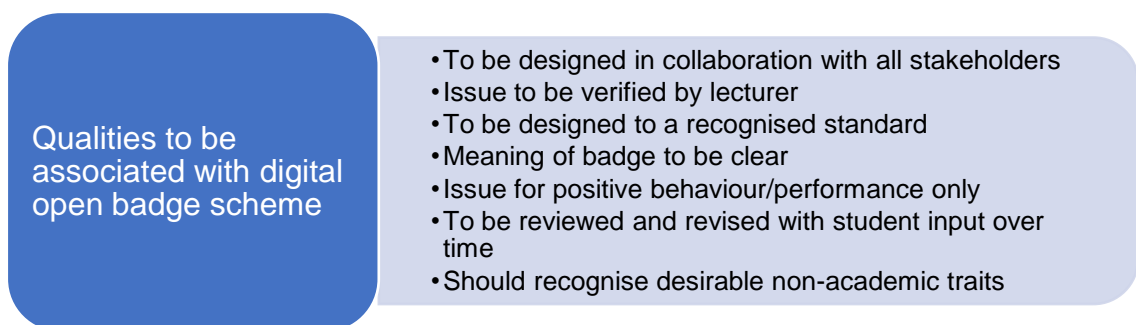 Qualities to be
associated with digital
open badge scheme
•To be designed in collaboration with all stakeholders
•Issue to be verified by lecturer
•To be designed to a recognised standard
•Meaning of badge to be clear
•Issue for positive behaviour/performance only
•To be reviewed and revised with student input over
time
•Should recognise desirable non-academic traits